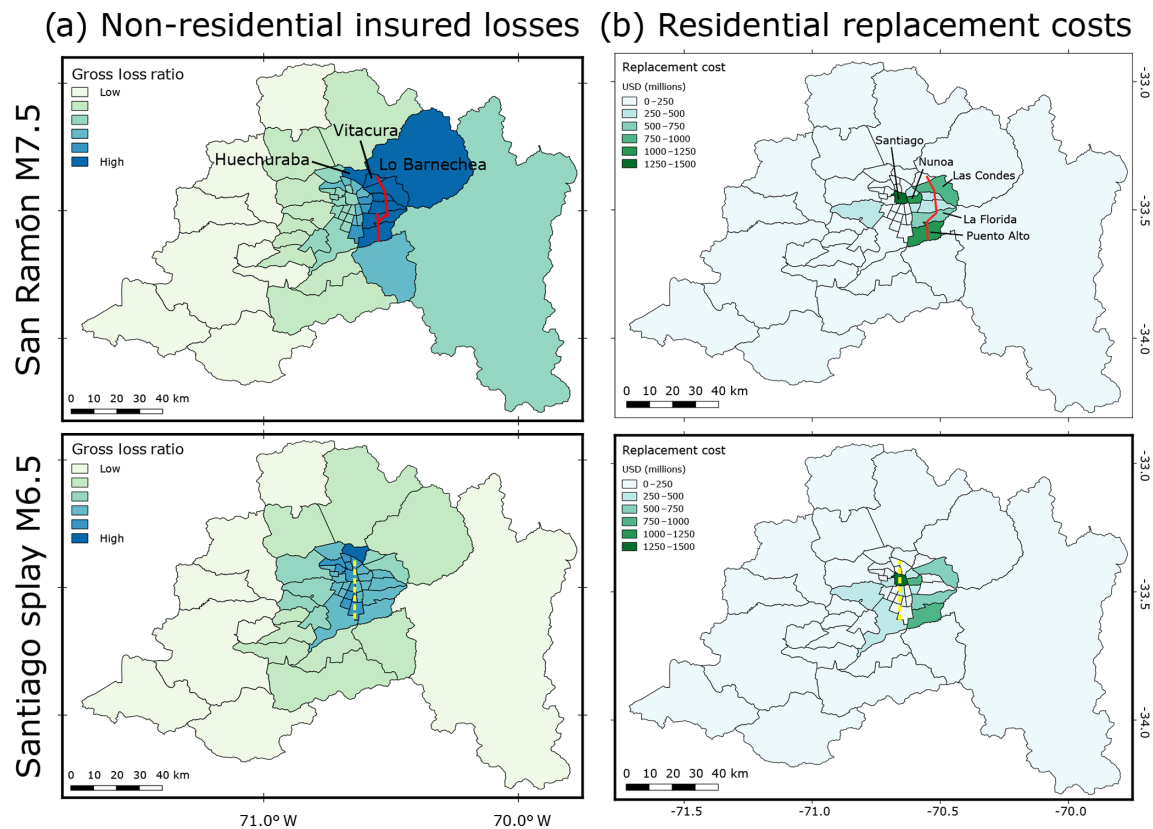 (a) Non-residential insured losses
(b) Residential replacement costs
San Ramón M7.5
Gross loss ratio
Low
High
Huechuraba
Vitacura
Lo Barnechea
0 10 20 30 40 km
Replacement cost
USD (millions)
0–250
250–500
500–750
750–1000
1000–1250
1250–1500
Santiago
Nunoa
Las Condes
La Florida
Puento Alto
0 10 20 30 40 km
-33.0
-33.5
-34.0
Santiago splay M6.5
Gross loss ratio
Low
High
0 10 20 30 40 km
71.0° W
70.0° W
Replacement cost
USD (millions)
0–250
250–500
500–750
750–1000
1000–1250
1250–1500
0 10 20 30 40 km
-33.0
-33.5
-34.0
-71.5
-71.0
-70.5
-70.0